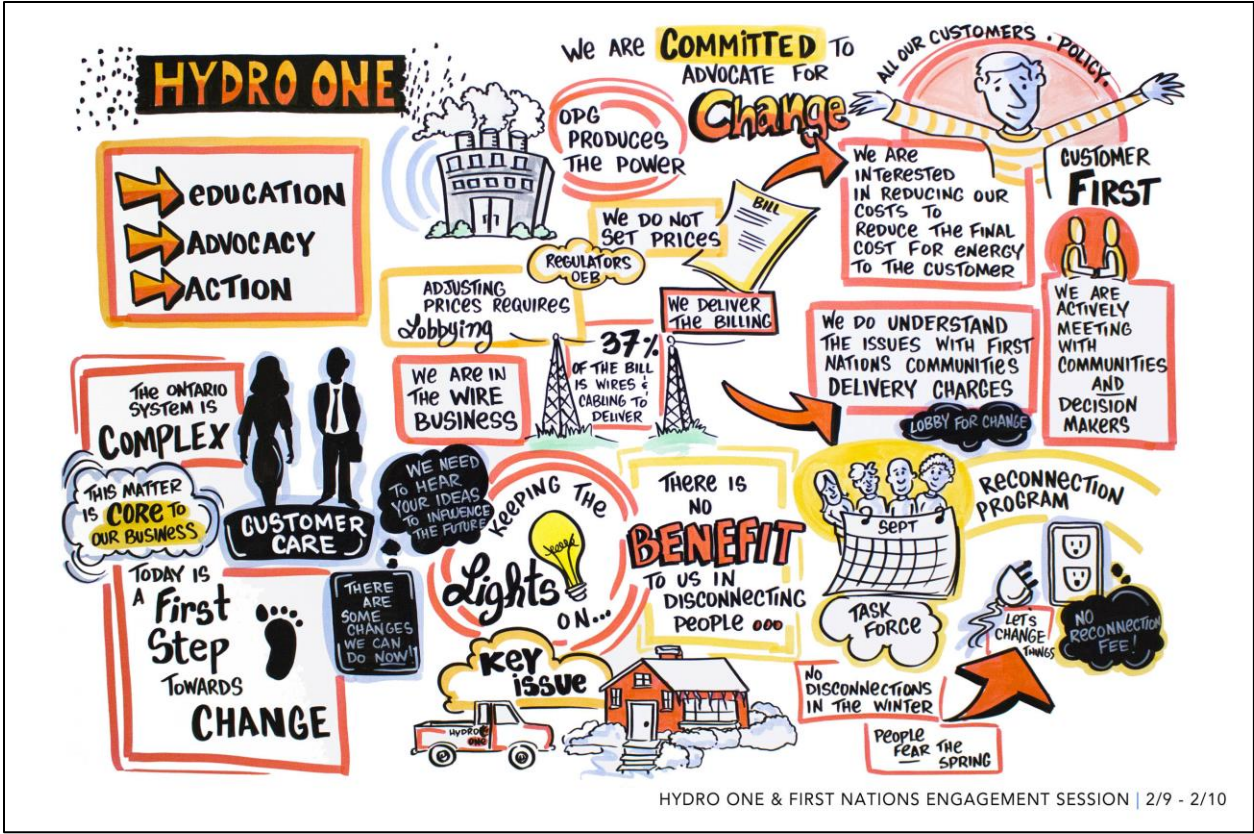 HYDRO ONE
EDUCATION
ADVOCACY
ACTION
WE ARE COMMITTED TO
ADVOCATE FOR
Change
OPG
PRODUCES
THE POWER
WE DO NOT
SET PRICES
REGULATORS
OEB
ADJUSTING
PRICES REQUIRES
Lobbying
BILL
WE DELIVER
THE BILLING
ALL OUR CUSTOMERS • POLICY.
WE ARE
INTERESTED
IN REDUCING OUR
COSTS TO
REDUCE THE FINAL
COST FOR ENERGY
TO THE CUSTOMER
CUSTOMER
FIRST
WE ARE
ACTIVELY
MEETING
WITH
COMMUNITIES
AND
DECISION
MAKERS
WE DO UNDERSTAND
THE ISSUES WITH FIRST
NATIONS COMMUNITIES
DELIVERY CHARGES
LOBBY FOR CHANGE
WE ARE IN
THE WIRE
BUSINESS
37%
OF THE BILL
IS WIRES &
CABLING TO
DELIVER
THE ONTARIO
SYSTEM IS
COMPLEX
THIS MATTER
IS CORE TO
OUR BUSINESS
CUSTOMER
CARE
WE NEED
TO HEAR
YOUR IDEAS
TO INFLUENCE
THE FUTURE
THERE
ARE
SOME
CHANGES
WE CAN
DO NOW!
TODAY IS
A First
Step
TOWARDS
CHANGE
KEEPING THE
Lights
ON...
KEY
ISSUE
HYDRO
ONE
THERE IS
NO
BENEFIT
TO US IN
DISCONNECTING
PEOPLE ...
SEPT
TASK
FORCE
RECONNECTION
PROGRAM
LET'S
CHANGE
THINGS
NO
RECONNECTION
FEE!
NO
DISCONNECTIONS
IN THE WINTER
PEOPLE
FEAR THE
SPRING
HYDRO ONE & FIRST NATIONS ENGAGEMENT SESSION | 2/9 - 2/10